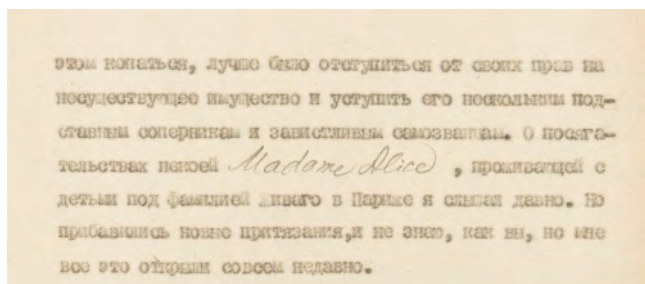 этом копаться, лучше было отступиться от своих прав на
несуществующее имущество и уступить его нескольким под-
ставным соперникам и завистливым самозванцам. О посяга-
тельствах некоей Madame Alice , проживающей с
детьми под фамилией Живаго в Париже я слышал давно. Но
прибавились новые притязания,и не знаю, как вы, но мне
все это открыли совсем недавно.